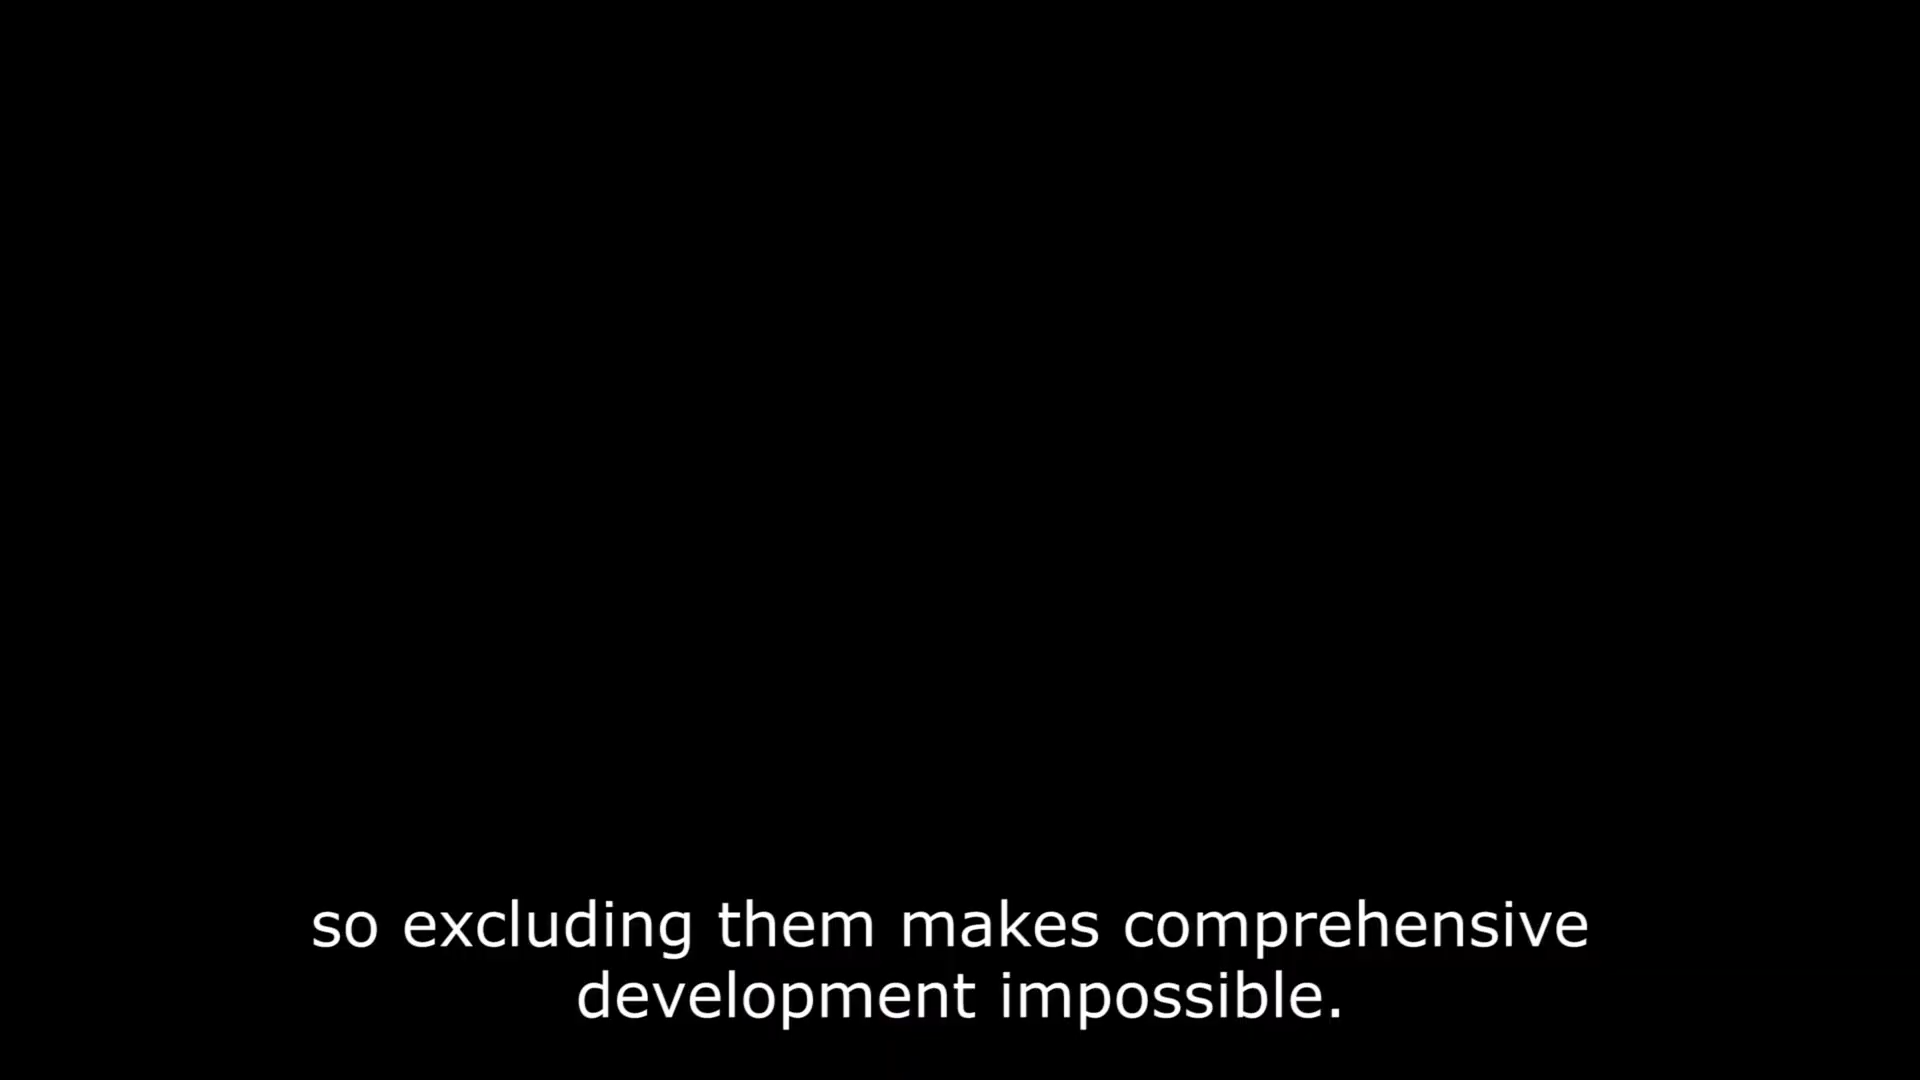 so excluding them makes comprehensive
development impossible.